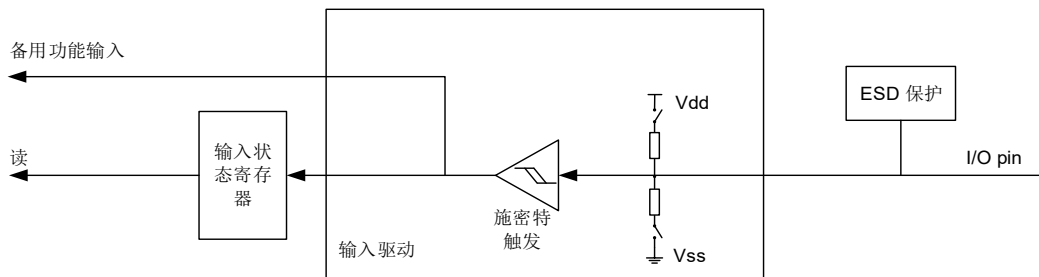 备用功能输入
Vdd
ESD 保护
读
输入状
态寄存
器
I/O pin
施密特
触发
输入驱动
Vss